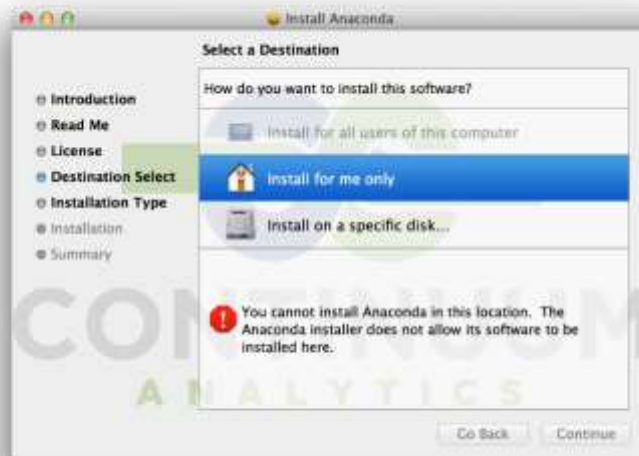 Install Anaconda
Select a Destination
Introduction
Read Me
License
Destination Select
Installation Type
Installation
Summary
How do you want to install this software?
Install for all users of this computer
Install for me only
Install on a specific disk...
You cannot install Anaconda in this location. The
Anaconda installer does not allow its software to be
installed here.
CONTINUUM
ANALYTICS
Go Back
Continue